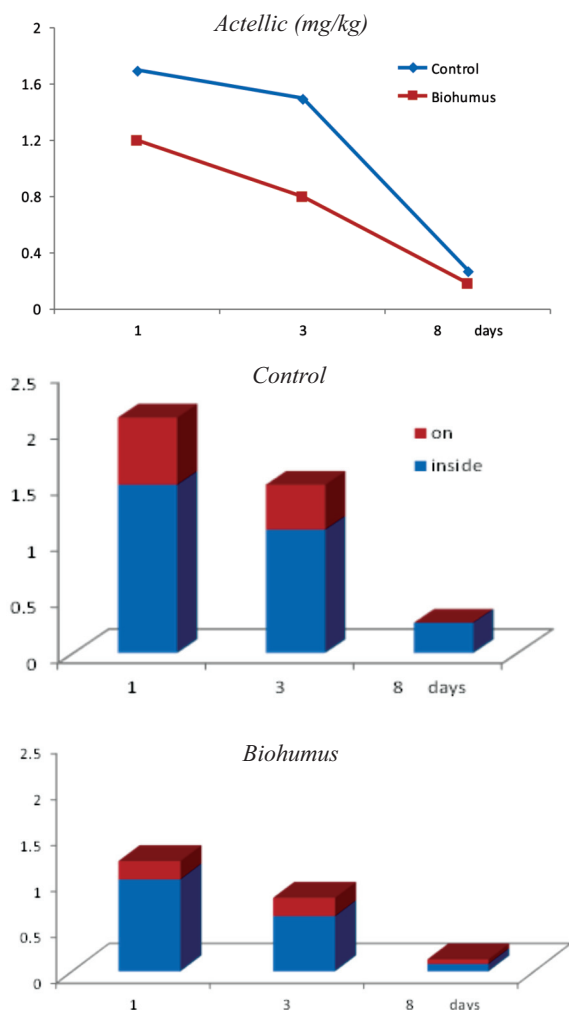 Actellic (mg/kg)
2
1.6
1.2
0.8
0.4
0
Control
Biohumus
1 3 8 days
Control
2.5
2
1.5
1
0.5
0
on
inside
1 3 8 days
Biohumus
2.5
2
1.5
1
0.5
0
1 3 8 days